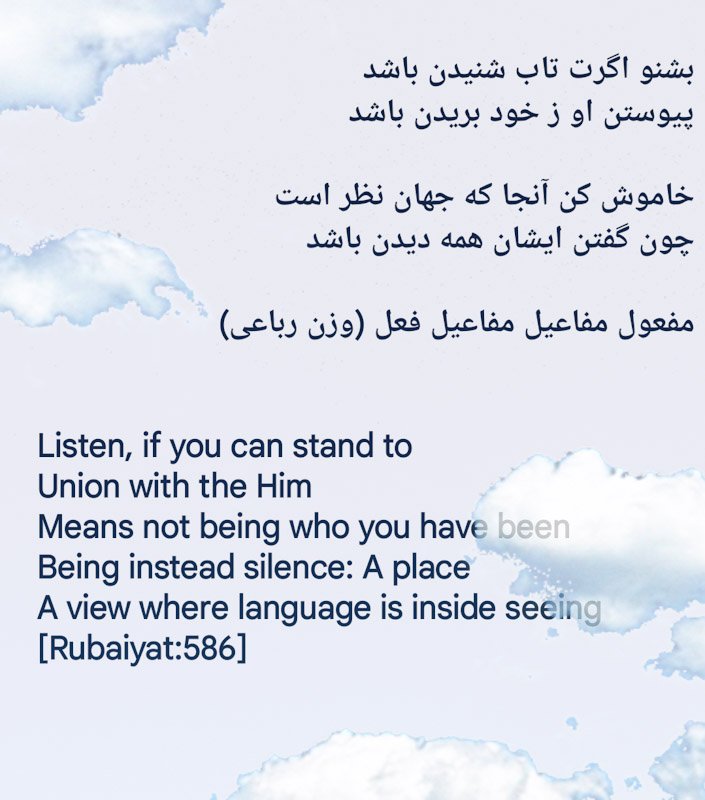 بشنو اگرت تاب شنیدن باشد
پیوستن او ز خود بریدن باشد
خاموش کن آنجا که جهان نظر است
چون گفتن ایشان همه دیدن باشد
مفعول مفاعیل مفاعیل فعل (وزن رباعی)
Listen, if you can stand to
Union with the Him
Means not being who you have been
Being instead silence: A place
A view where language is inside seeing
[Rubaiyat:586]